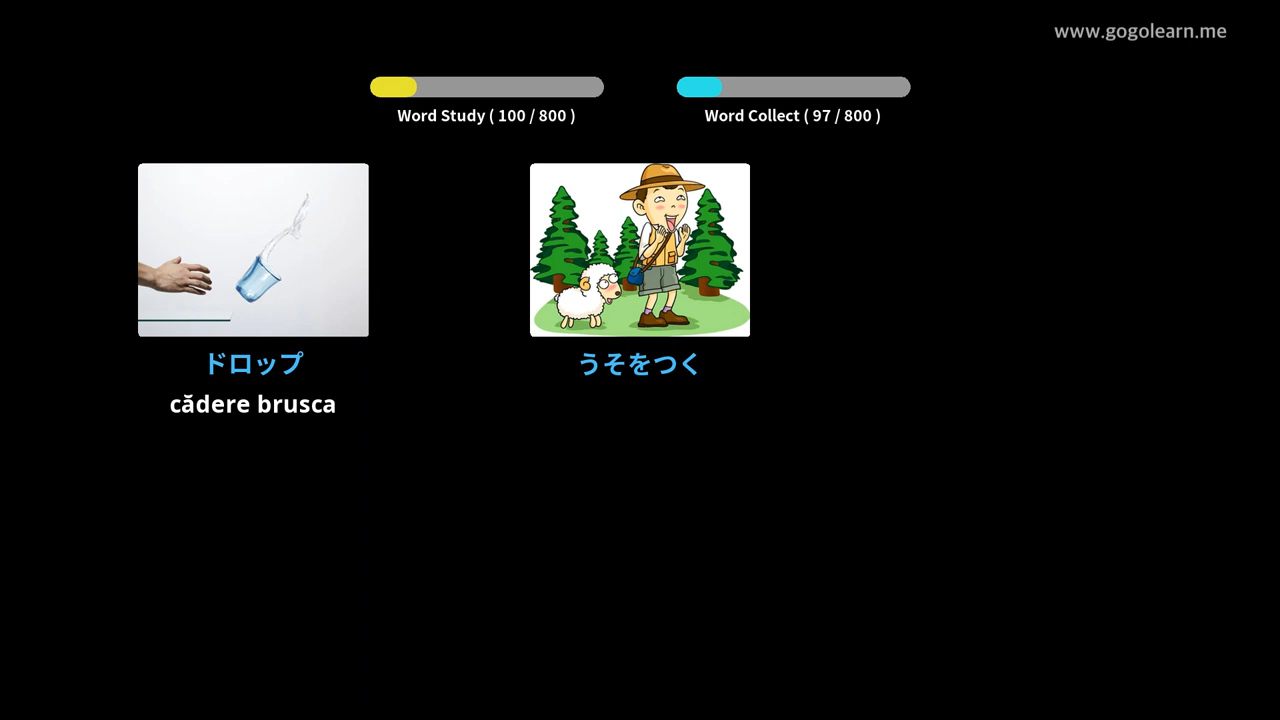 www.gogolearn.me
Word Study ( 100 / 800 )
Word Collect ( 97 / 800 )
ドロップ
うそをつく
cădere brusca